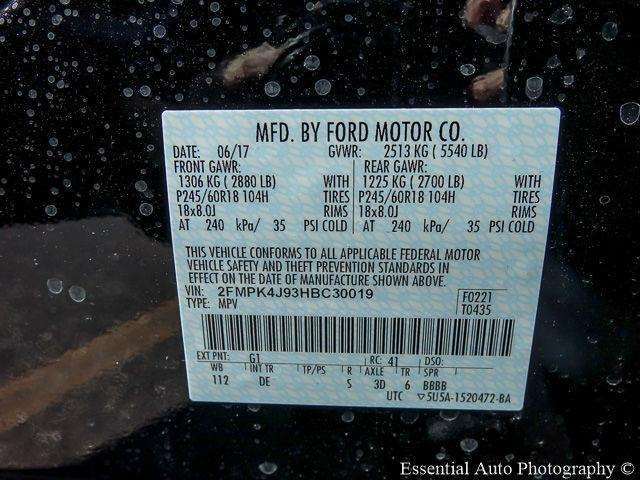 MFD. BY FORD MOTOR CO.
DATE: 06/17 GVWR: 2513 KG ( 5540 LB)
FRONT GAWR: REAR GAWR:
1306 KG ( 2880 LB) WITH 1225 KG ( 2700 LB) WITH
P245/60R18 104H TIRES P245/60R18 104H TIRES
18x8.0J RIMS 18x8.0J RIMS
AT 240 kPa/ 35 PSI COLD AT 240 kPa/ 35 PSI COLD
THIS VEHICLE CONFORMS TO ALL APPLICABLE FEDERAL MOTOR
VEHICLE SAFETY AND THEFT PREVENTION STANDARDS IN
EFFECT ON THE DATE OF MANUFACTURE SHOWN ABOVE.
VIN: 2FMPK4J93HBC30019 F0221
TYPE: MPV T0435
EXT PNT: G1 RC: 41 DSO:
WB INT TR TP/PS R AXLE TR SPR
112 DE S 3D 6 BBBB
UTC ▽5U5A-1520472-BA
Essential Auto Photography ©